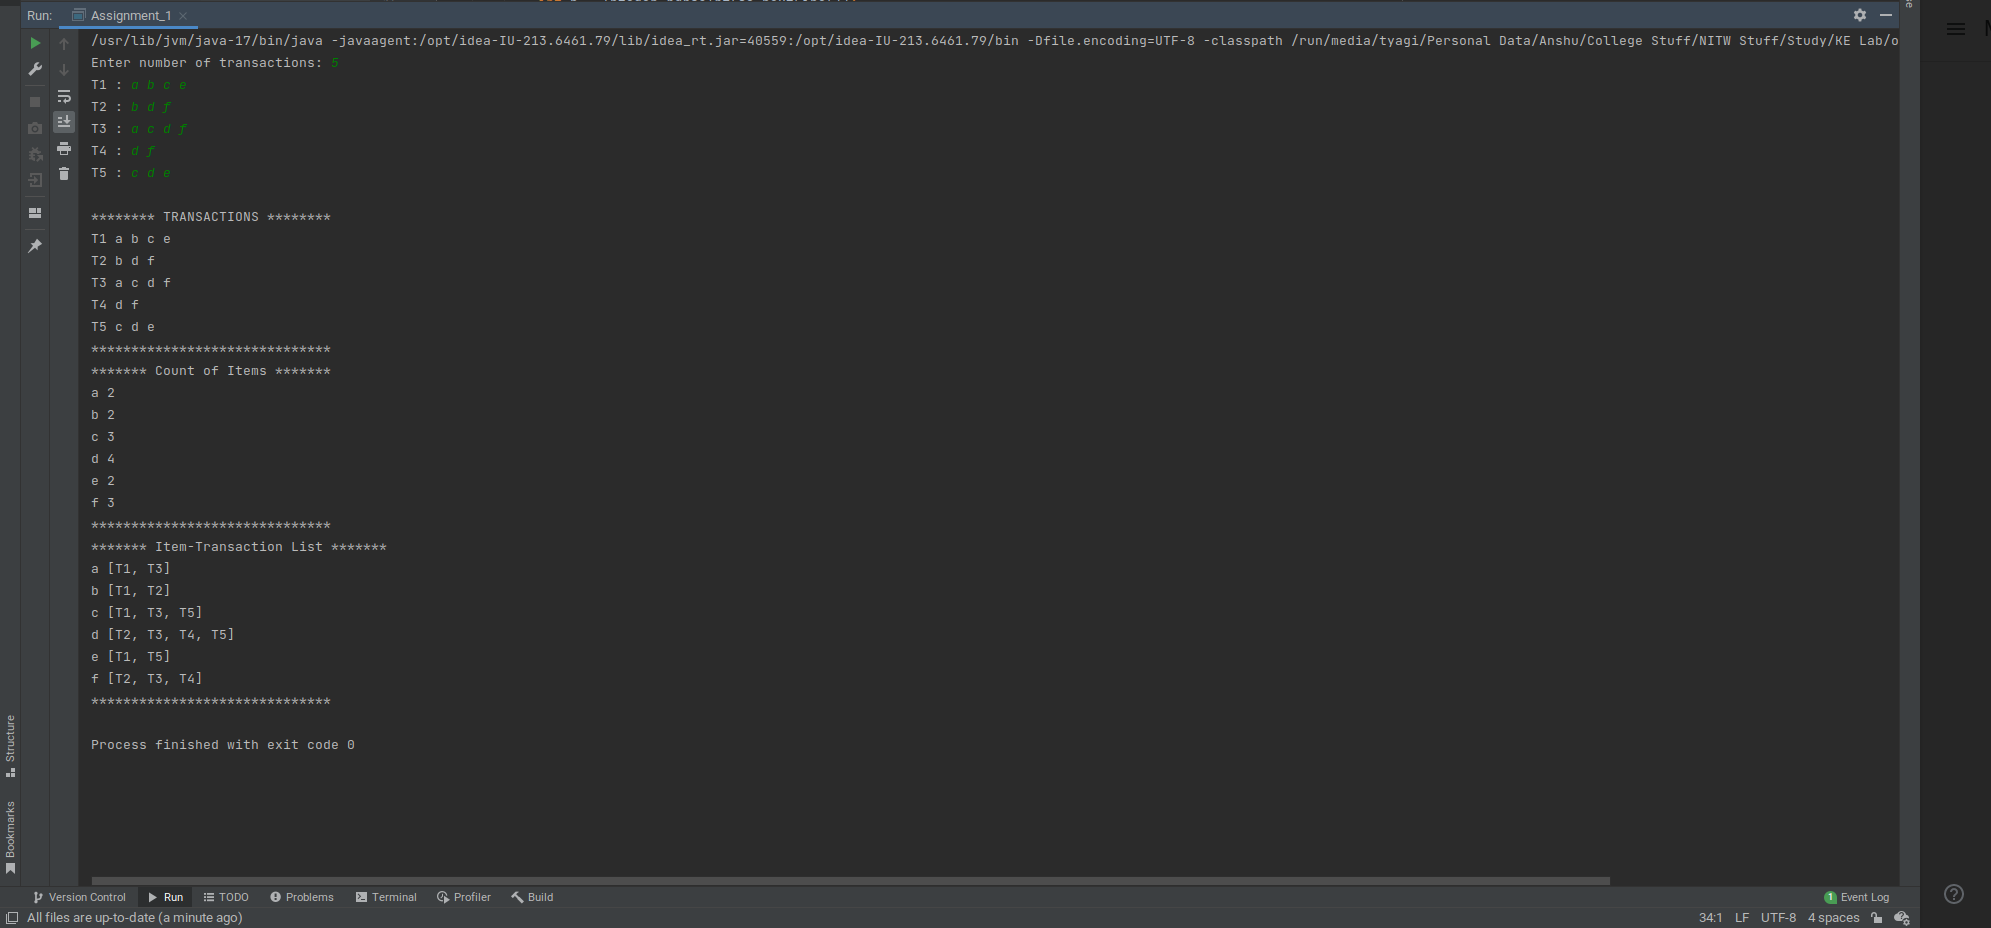 Run: Assignment_1
/usr/lib/jvm/java-17/bin/java -javaagent:/opt/idea-IU-213.6461.79/lib/idea_rt.jar=40559:/opt/idea-IU-213.6461.79/bin -Dfile.encoding=UTF-8 -classpath /run/media/tyagi/Personal Data/Anshu/College Stuff/NITW Stuff/Study/KE Lab/o
Enter number of transactions: 5
T1 : a b c e
T2 : b d f
T3 : a c d f
T4 : d f
T5 : c d e
******** TRANSACTIONS ********
T1 a b c e
T2 b d f
T3 a c d f
T4 d f
T5 c d e
******************************
******* Count of Items *******
a 2
b 2
c 3
d 4
e 2
f 3
******************************
******* Item-Transaction List *******
a [T1, T3]
b [T1, T2]
c [T1, T3, T5]
d [T2, T3, T4, T5]
e [T1, T5]
f [T2, T3, T4]
******************************
Process finished with exit code 0
Structure
Bookmarks
Version Control Run TODO Problems Terminal Profiler Build 1 Event Log
All files are up-to-date (a minute ago) 34:1 LF UTF-8 4 spaces